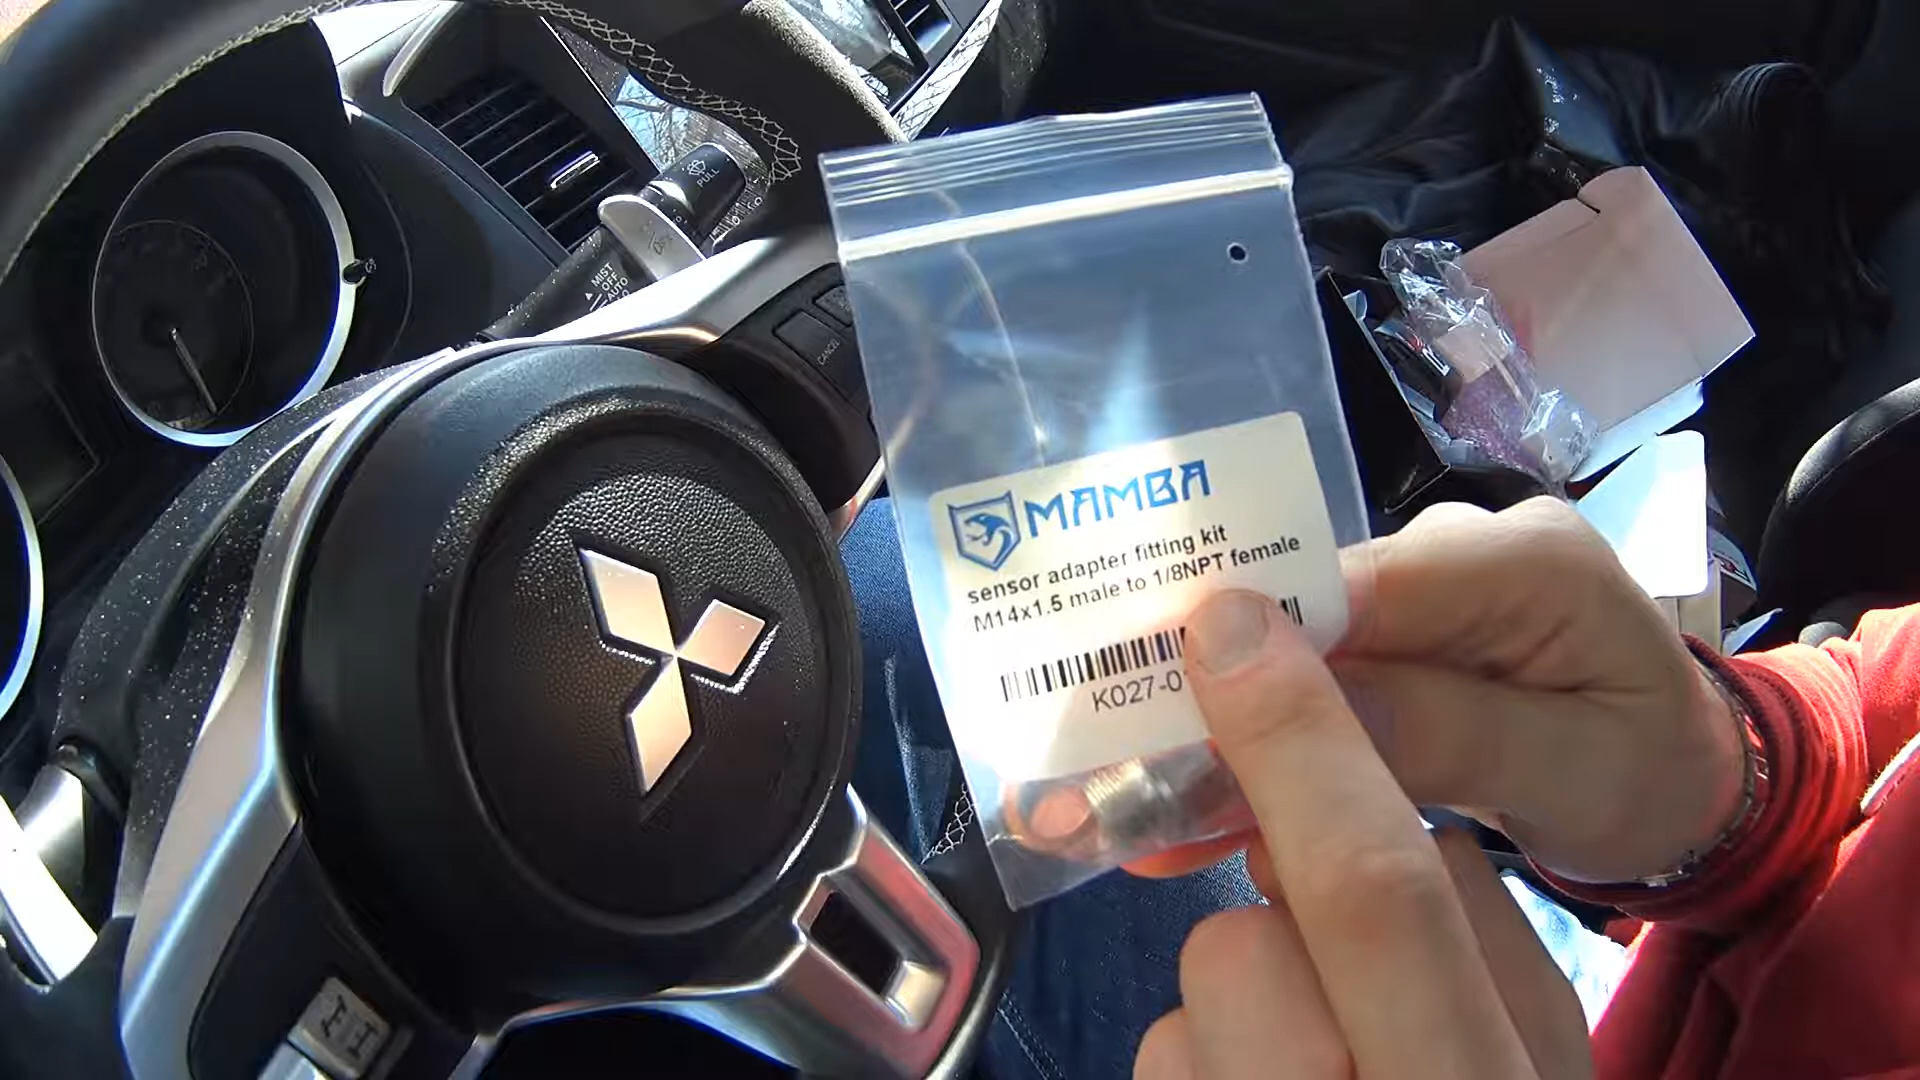 PULL
MIST
OFF
AUTO
CANCEL
MAMBA
sensor adapter fitting kit
M14x1.5 male to 1/8NPT female
K027-0